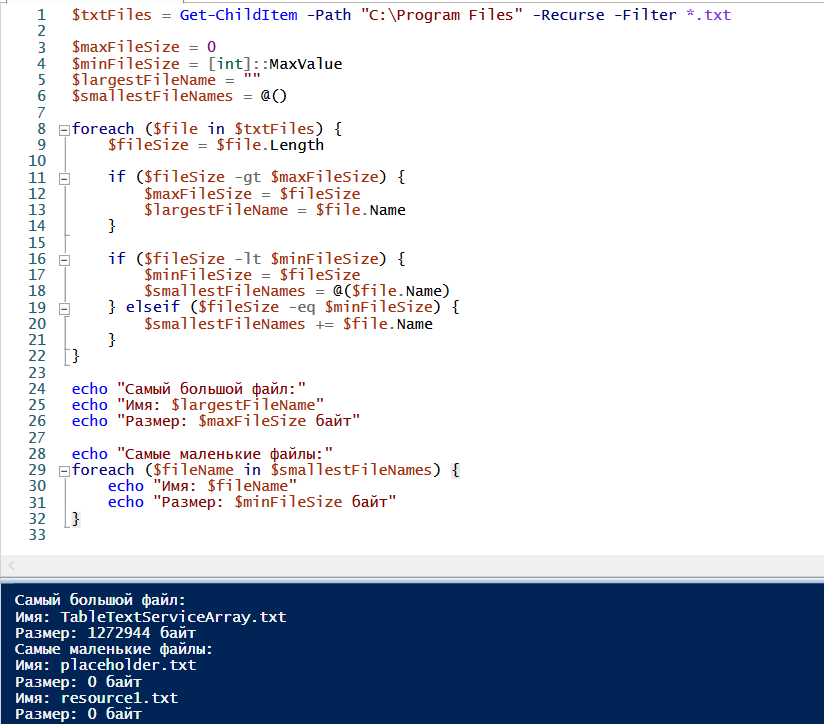 1 $txtFiles = Get-ChildItem -Path "C:\Program Files" -Recurse -Filter *.txt
2
3 $maxFileSize = 0
4 $minFileSize = [int]::MaxValue
5 $largestFileName = ""
6 $smallestFileNames = @()
7
8 foreach ($file in $txtFiles) {
9 $fileSize = $file.Length
10
11 if ($fileSize -gt $maxFileSize) {
12 $maxFileSize = $fileSize
13 $largestFileName = $file.Name
14 }
15
16 if ($fileSize -lt $minFileSize) {
17 $minFileSize = $fileSize
18 $smallestFileNames = @($file.Name)
19 } elseif ($fileSize -eq $minFileSize) {
20 $smallestFileNames += $file.Name
21 }
22 }
23
24 echo "Самый большой файл:"
25 echo "Имя: $largestFileName"
26 echo "Размер: $maxFileSize байт"
27
28 echo "Самые маленькие файлы:"
29 foreach ($fileName in $smallestFileNames) {
30 echo "Имя: $fileName"
31 echo "Размер: $minFileSize байт"
32 }
33
Самый большой файл:
Имя: TableTextServiceArray.txt
Размер: 1272944 байт
Самые маленькие файлы:
Имя: placeholder.txt
Размер: 0 байт
Имя: resource1.txt
Размер: 0 байт